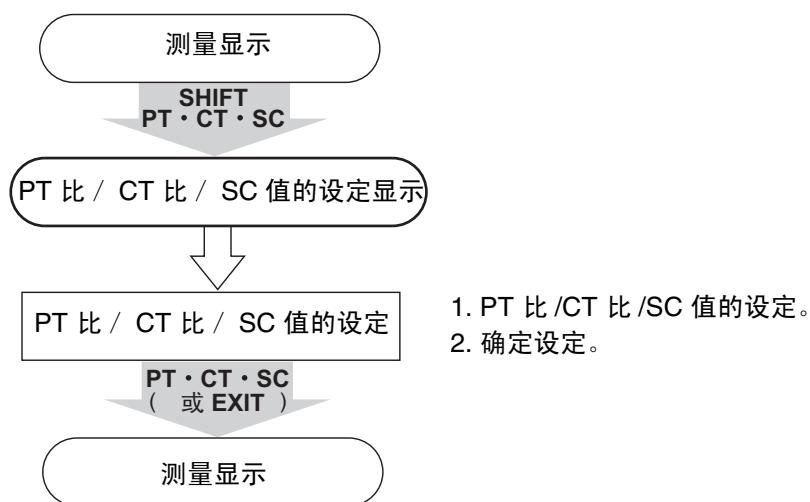 测量显示
SHIFT
PT・CT・SC
PT 比 / CT 比 / SC 值的设定显示
PT 比 / CT 比 / SC 值的设定
1. PT 比 /CT 比 /SC 值的设定。
2. 确定设定。
PT・CT・SC
( 或 EXIT )
测量显示